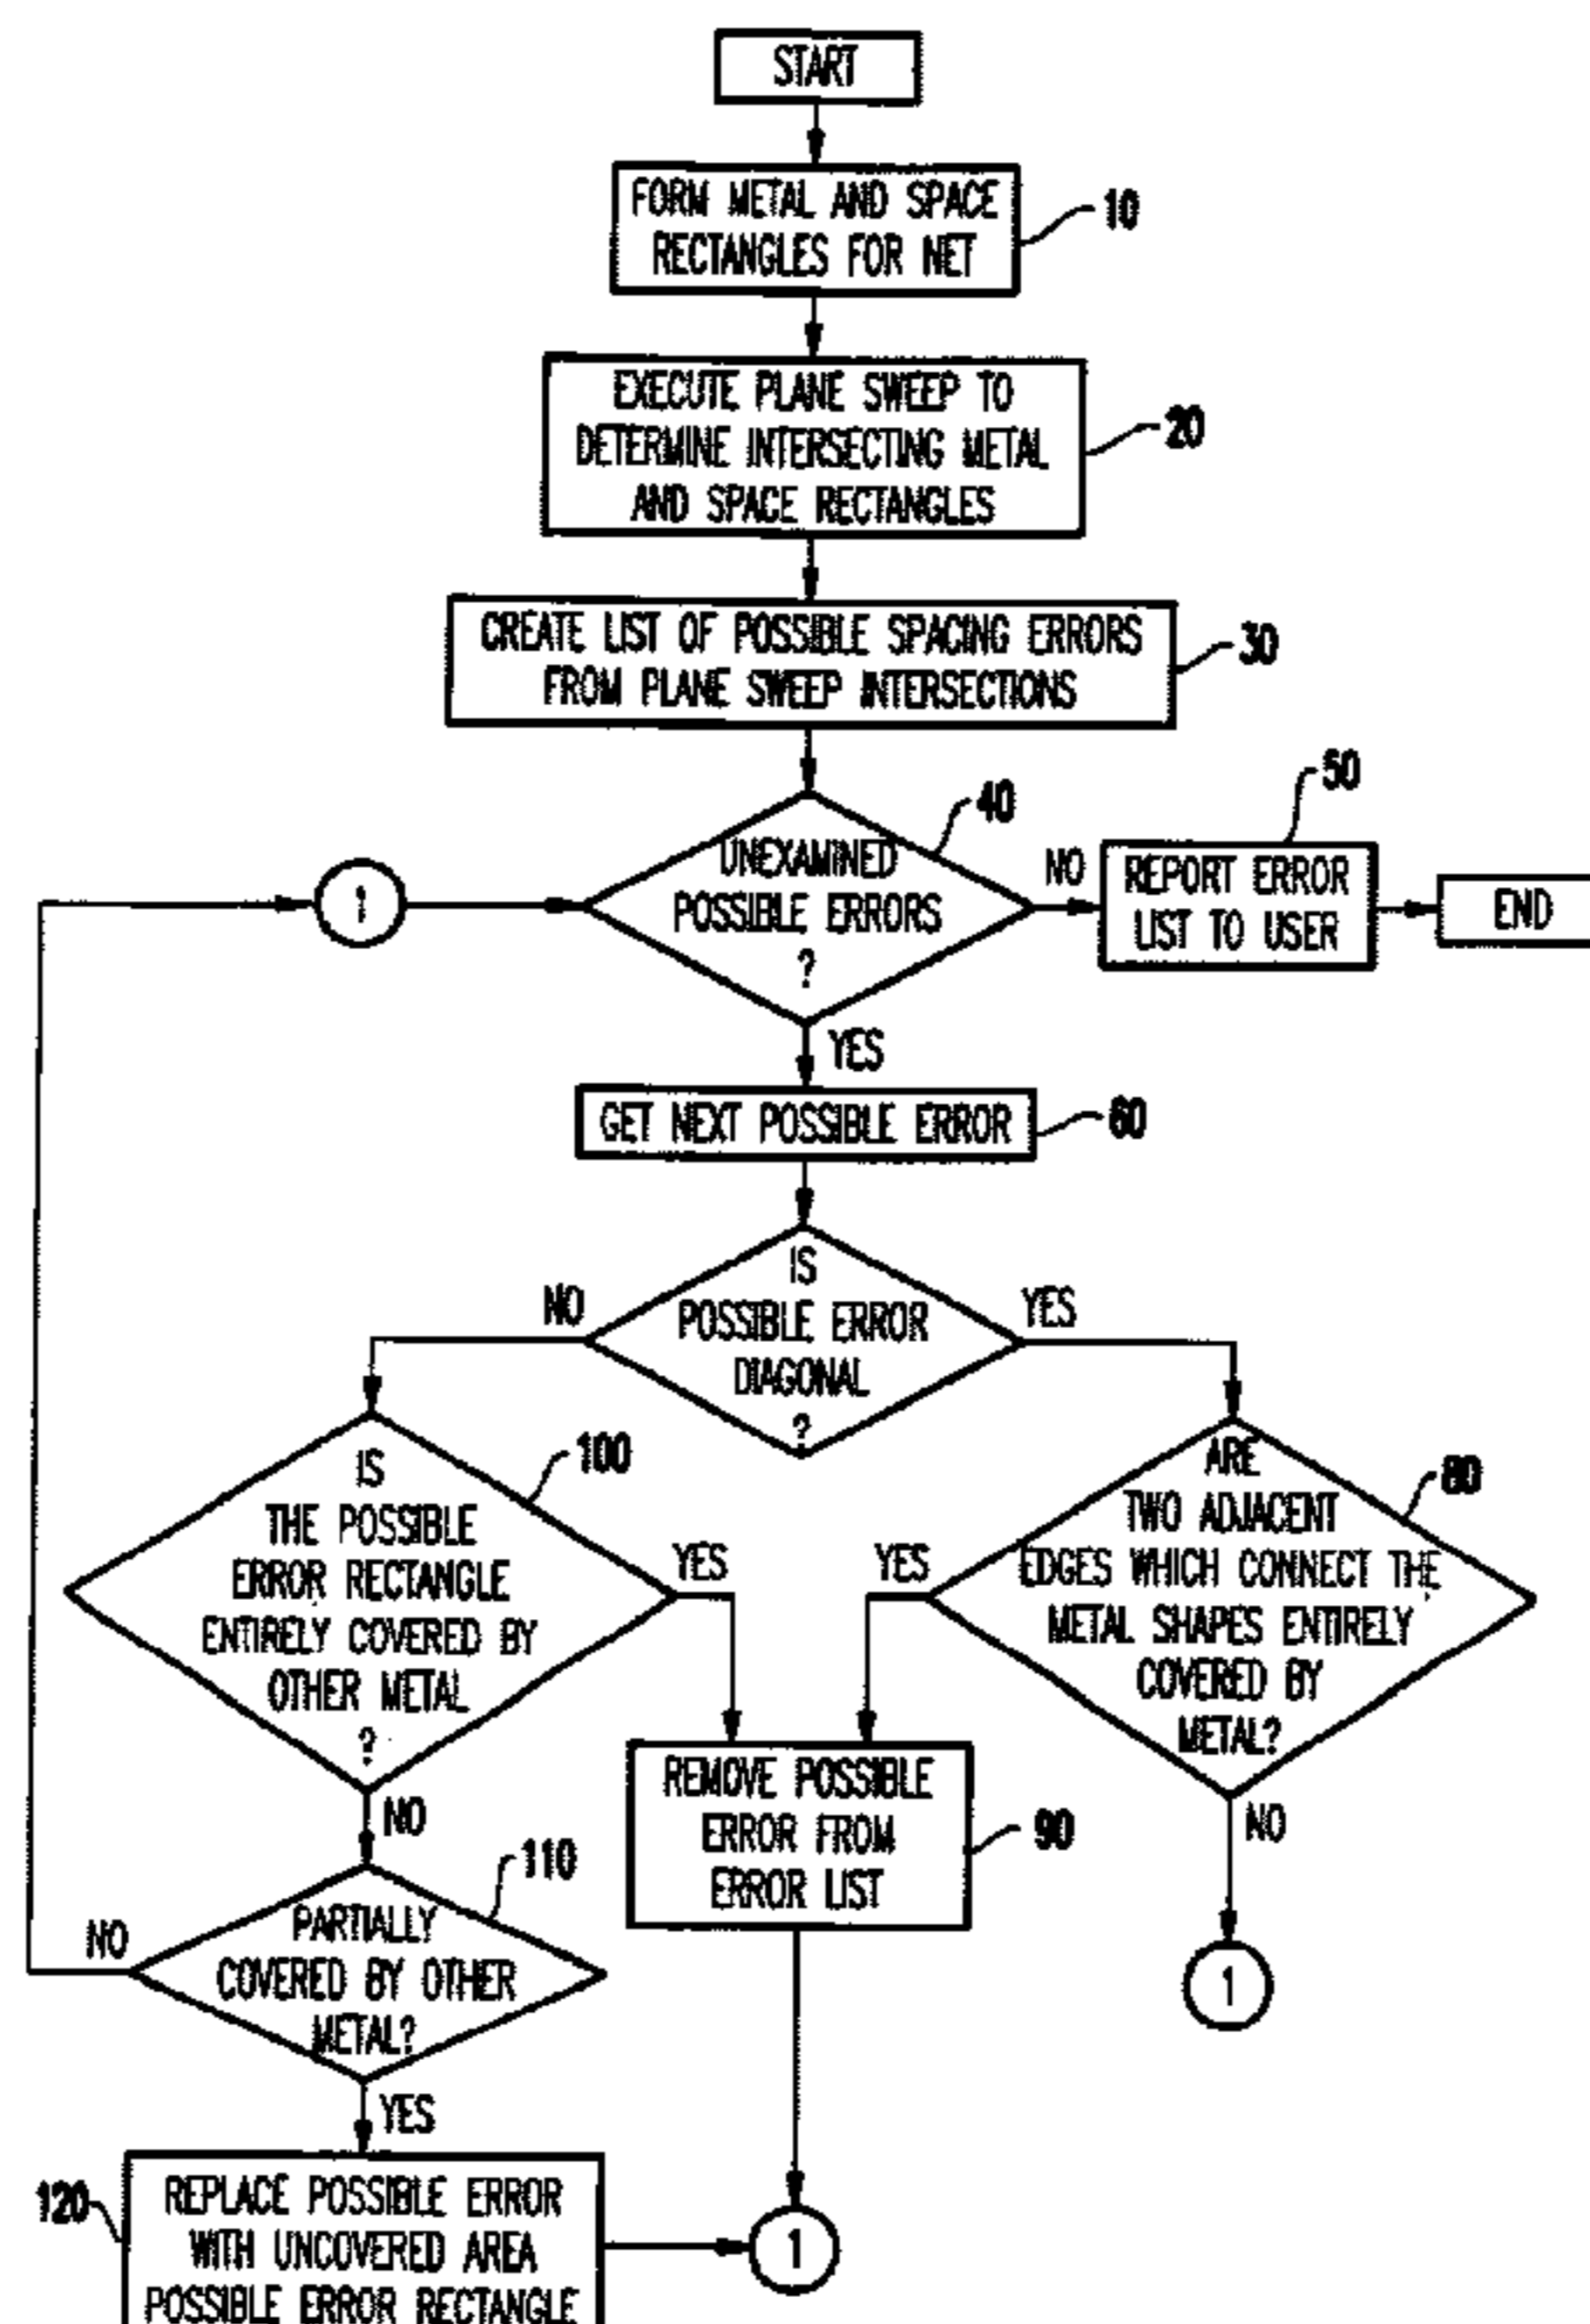 START
FORM METAL AND SPACE
RECTANGLES FOR NET
10
EXECUTE PLANE SWEEP TO
DETERMINE INTERSECTING METAL
AND SPACE RECTANGLES
20
CREATE LIST OF POSSIBLE SPACING ERRORS
FROM PLANE SWEEP INTERSECTIONS
30
40
50
1
UNEXAMINED
POSSIBLE ERRORS
?
NO
REPORT ERROR
LIST TO USER
END
YES
GET NEXT POSSIBLE ERROR
60
IS
POSSIBLE ERROR
DIAGONAL
?
NO
YES
100
IS
THE POSSIBLE
ERROR RECTANGLE
ENTIRELY COVERED BY
OTHER METAL
?
YES
80
ARE
TWO ADJACENT
EDGES WHICH CONNECT THE
METAL SHAPES ENTIRELY
COVERED BY
METAL?
YES
NO
REMOVE POSSIBLE
ERROR FROM
ERROR LIST
90
NO
110
PARTIALLY
COVERED BY OTHER
METAL?
NO
1
YES
120
REPLACE POSSIBLE ERROR
WITH UNCOVERED AREA
POSSIBLE ERROR RECTANGLE
1